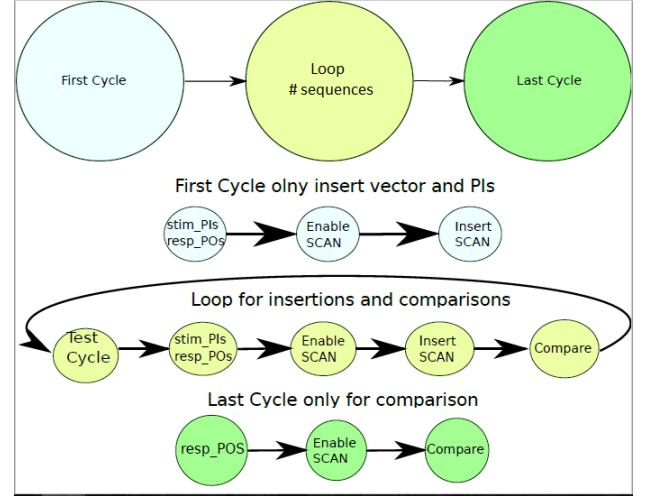 First Cycle
Loop
# sequences
Last Cycle
First Cycle olny insert vector and PIs
stim_PIs
resp_POs
Enable
SCAN
Insert
SCAN
Loop for insertions and comparisons
Test
Cycle
stim_PIs
resp_POs
Enable
SCAN
Insert
SCAN
Compare
Last Cycle only for comparison
resp_POS
Enable
SCAN
Compare